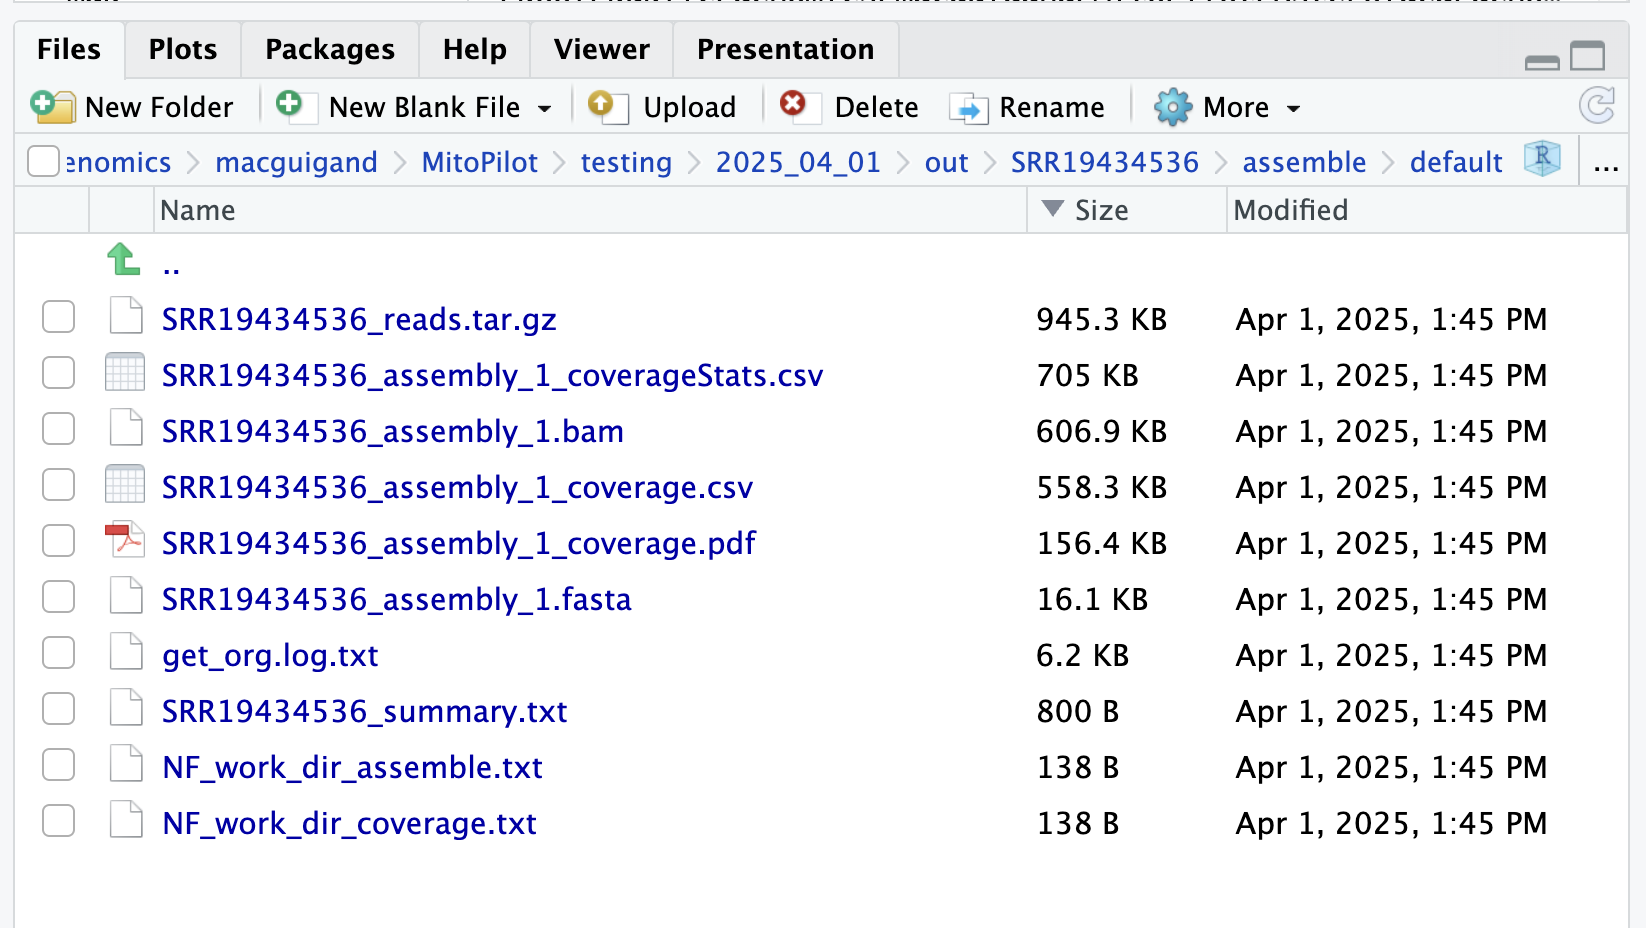 Files Plots Packages Help Viewer Presentation
New Folder New Blank File Upload Delete Rename More
enomics macguigand MitoPilot testing 2025_04_01 out SRR19434536 assemble default R ...
Name Size Modified
..
SRR19434536_reads.tar.gz 945.3 KB Apr 1, 2025, 1:45 PM
SRR19434536_assembly_1_coverageStats.csv 705 KB Apr 1, 2025, 1:45 PM
SRR19434536_assembly_1.bam 606.9 KB Apr 1, 2025, 1:45 PM
SRR19434536_assembly_1_coverage.csv 558.3 KB Apr 1, 2025, 1:45 PM
SRR19434536_assembly_1_coverage.pdf 156.4 KB Apr 1, 2025, 1:45 PM
SRR19434536_assembly_1.fasta 16.1 KB Apr 1, 2025, 1:45 PM
get_org.log.txt 6.2 KB Apr 1, 2025, 1:45 PM
SRR19434536_summary.txt 800 B Apr 1, 2025, 1:45 PM
NF_work_dir_assemble.txt 138 B Apr 1, 2025, 1:45 PM
NF_work_dir_coverage.txt 138 B Apr 1, 2025, 1:45 PM